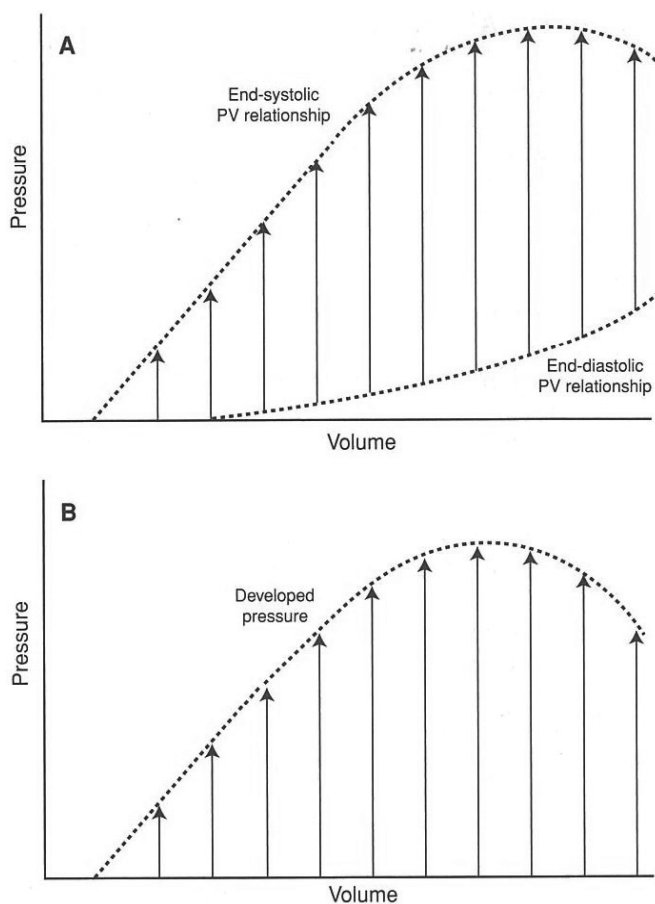 A
End-systolic
PV relationship
Pressure
End-diastolic
PV relationship
Volume
B
Developed
pressure
Pressure
Volume